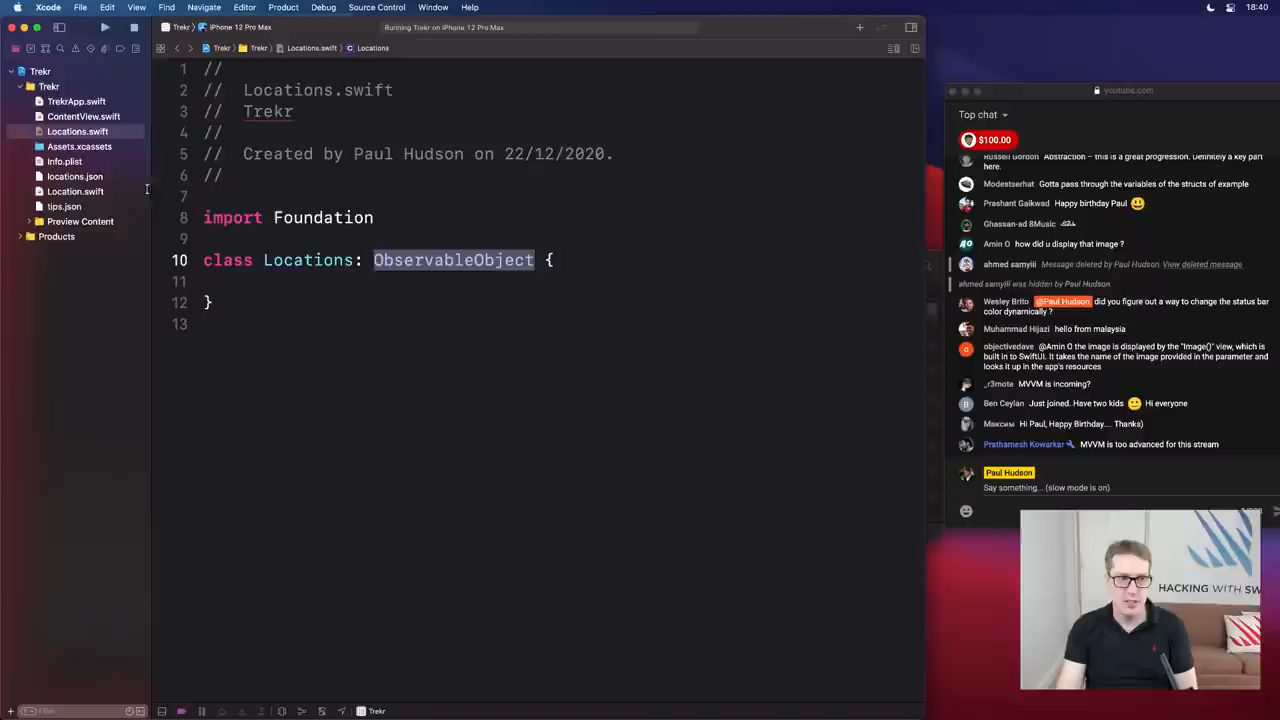 Xcode File Edit View Find Navigate Editor Product Debug Source Control Window Help 18:40
Trekr iPhone 12 Pro Max Running Trekr on iPhone 12 Pro Max
Trekr Trekr Locations.swift Locations
Trekr
Trekr
TrekrApp.swift
ContentView.swift
Locations.swift
Assets.xcassets
Info.plist
locations.json
Location.swift
tips.json
Preview Content
Products
Filter
1 //
2 // Locations.swift
3 // Trekr
4 //
5 // Created by Paul Hudson on 22/12/2020.
6 //
7
8 import Foundation
9
10 class Locations: ObservableObject {
11
12 }
13
Trekr
youtube.com
Top chat
$100.00
Russell Gordon Abstraction – this is a great progression. Definitely a key part
here.
Modestserhat Gotta pass through the variables of the structs of example
Prashant Gaikwad Happy birthday Paul 😃
Ghassan-ad 8Music
Amin O how did u display that image ?
ahmed samyiii Message deleted by Paul Hudson. View deleted message
ahmed samyiii was hidden by Paul Hudson.
Wesley Brito @Paul Hudson did you figure out a way to change the status bar
color dynamically ?
Muhammad Hijazi hello from malaysia
objectivedave @Amin O the image is displayed by the "Image()" view, which is
built in to SwiftUI. It takes the name of the image provided in the parameter and
looks it up in the app's resources
_r3mote MVVM is incoming?
Ben Ceylan Just joined. Have two kids 🙂 Hi everyone
Максим Hi Paul, Happy Birthday.... Thanks)
Prathamesh Kowarkar MVVM is too advanced for this stream
Paul Hudson
Say something... (slow mode is on)
HACKING WITH SW